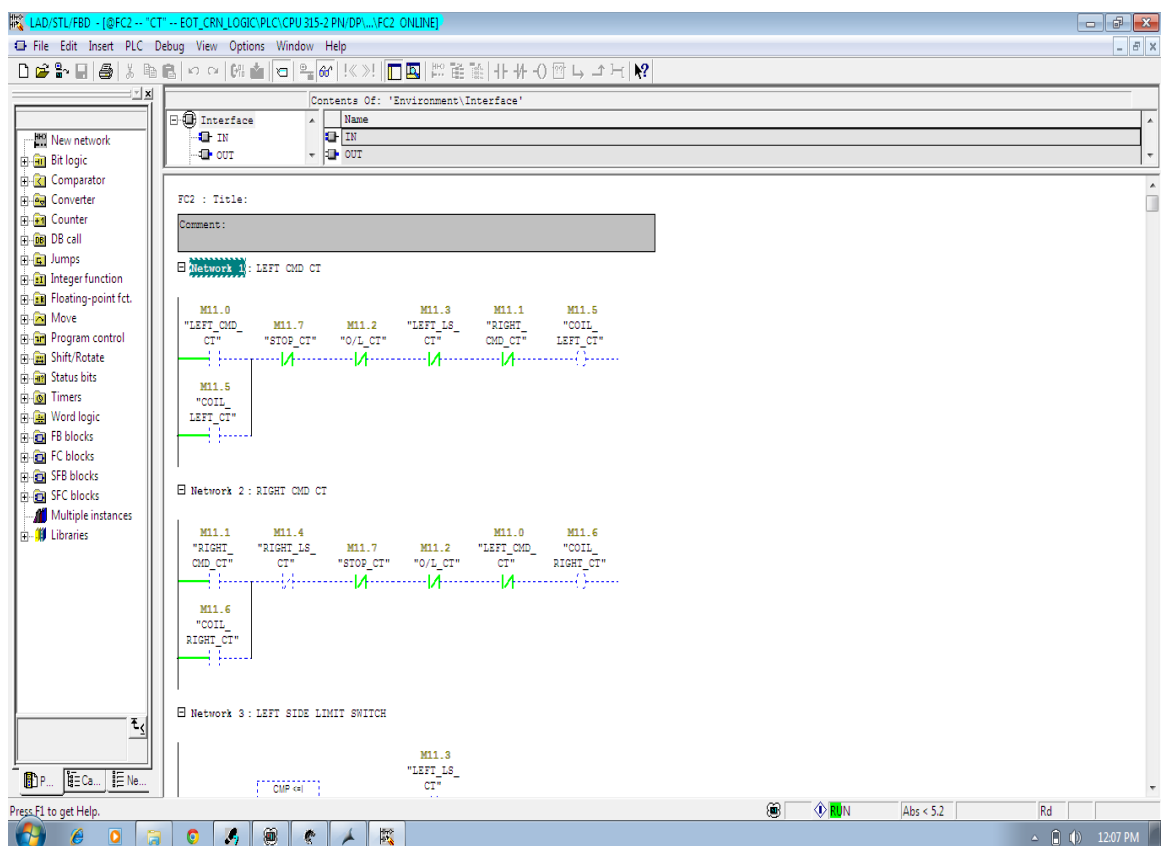 LAD/STL/FBD - [@FC2 -- "CT" -- EOT_CRN_LOGIC\PLC\CPU 315-2 PN/DP\...\FC2 ONLINE]
File Edit Insert PLC Debug View Options Window Help
Contents Of: 'Environment\Interface'
Interface
IN
OUT
Name
IN
OUT
New network
Bit logic
Comparator
Converter
Counter
DB call
Jumps
Integer function
Floating-point fct.
Move
Program control
Shift/Rotate
Status bits
Timers
Word logic
FB blocks
FC blocks
SFB blocks
SFC blocks
Multiple instances
Libraries
P...
Ca...
Ne...
FC2 : Title:
Comment:
Network 1 : LEFT CMD CT
M11.0 M11.3 M11.1 M11.5
"LEFT_CMD_ M11.7 M11.2 "LEFT_LS_ "RIGHT_ "COIL_
CT" "STOP_CT" "O/L_CT" CT" CMD_CT" LEFT_CT"
M11.5
"COIL_
LEFT_CT"
Network 2 : RIGHT CMD CT
M11.1 M11.4 M11.0 M11.6
"RIGHT_ "RIGHT_LS_ M11.7 M11.2 "LEFT_CMD_ "COIL_
CMD_CT" CT" "STOP_CT" "O/L_CT" CT" RIGHT_CT"
M11.6
"COIL_
RIGHT_CT"
Network 3 : LEFT SIDE LIMIT SWITCH
M11.3
"LEFT_LS_
CT"
CMP <=I
Press F1 to get Help.
RUN
Abs < 5.2
Rd
12:07 PM